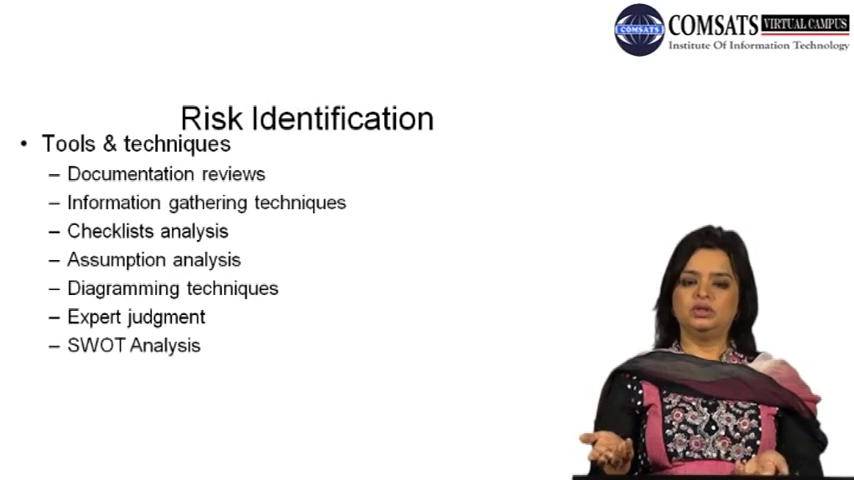 COMSATS VIRTUAL CAMPUS
COMSATS
Institute Of Information Technology
Risk Identification
• Tools & techniques
– Documentation reviews
– Information gathering techniques
– Checklists analysis
– Assumption analysis
– Diagramming techniques
– Expert judgment
– SWOT Analysis